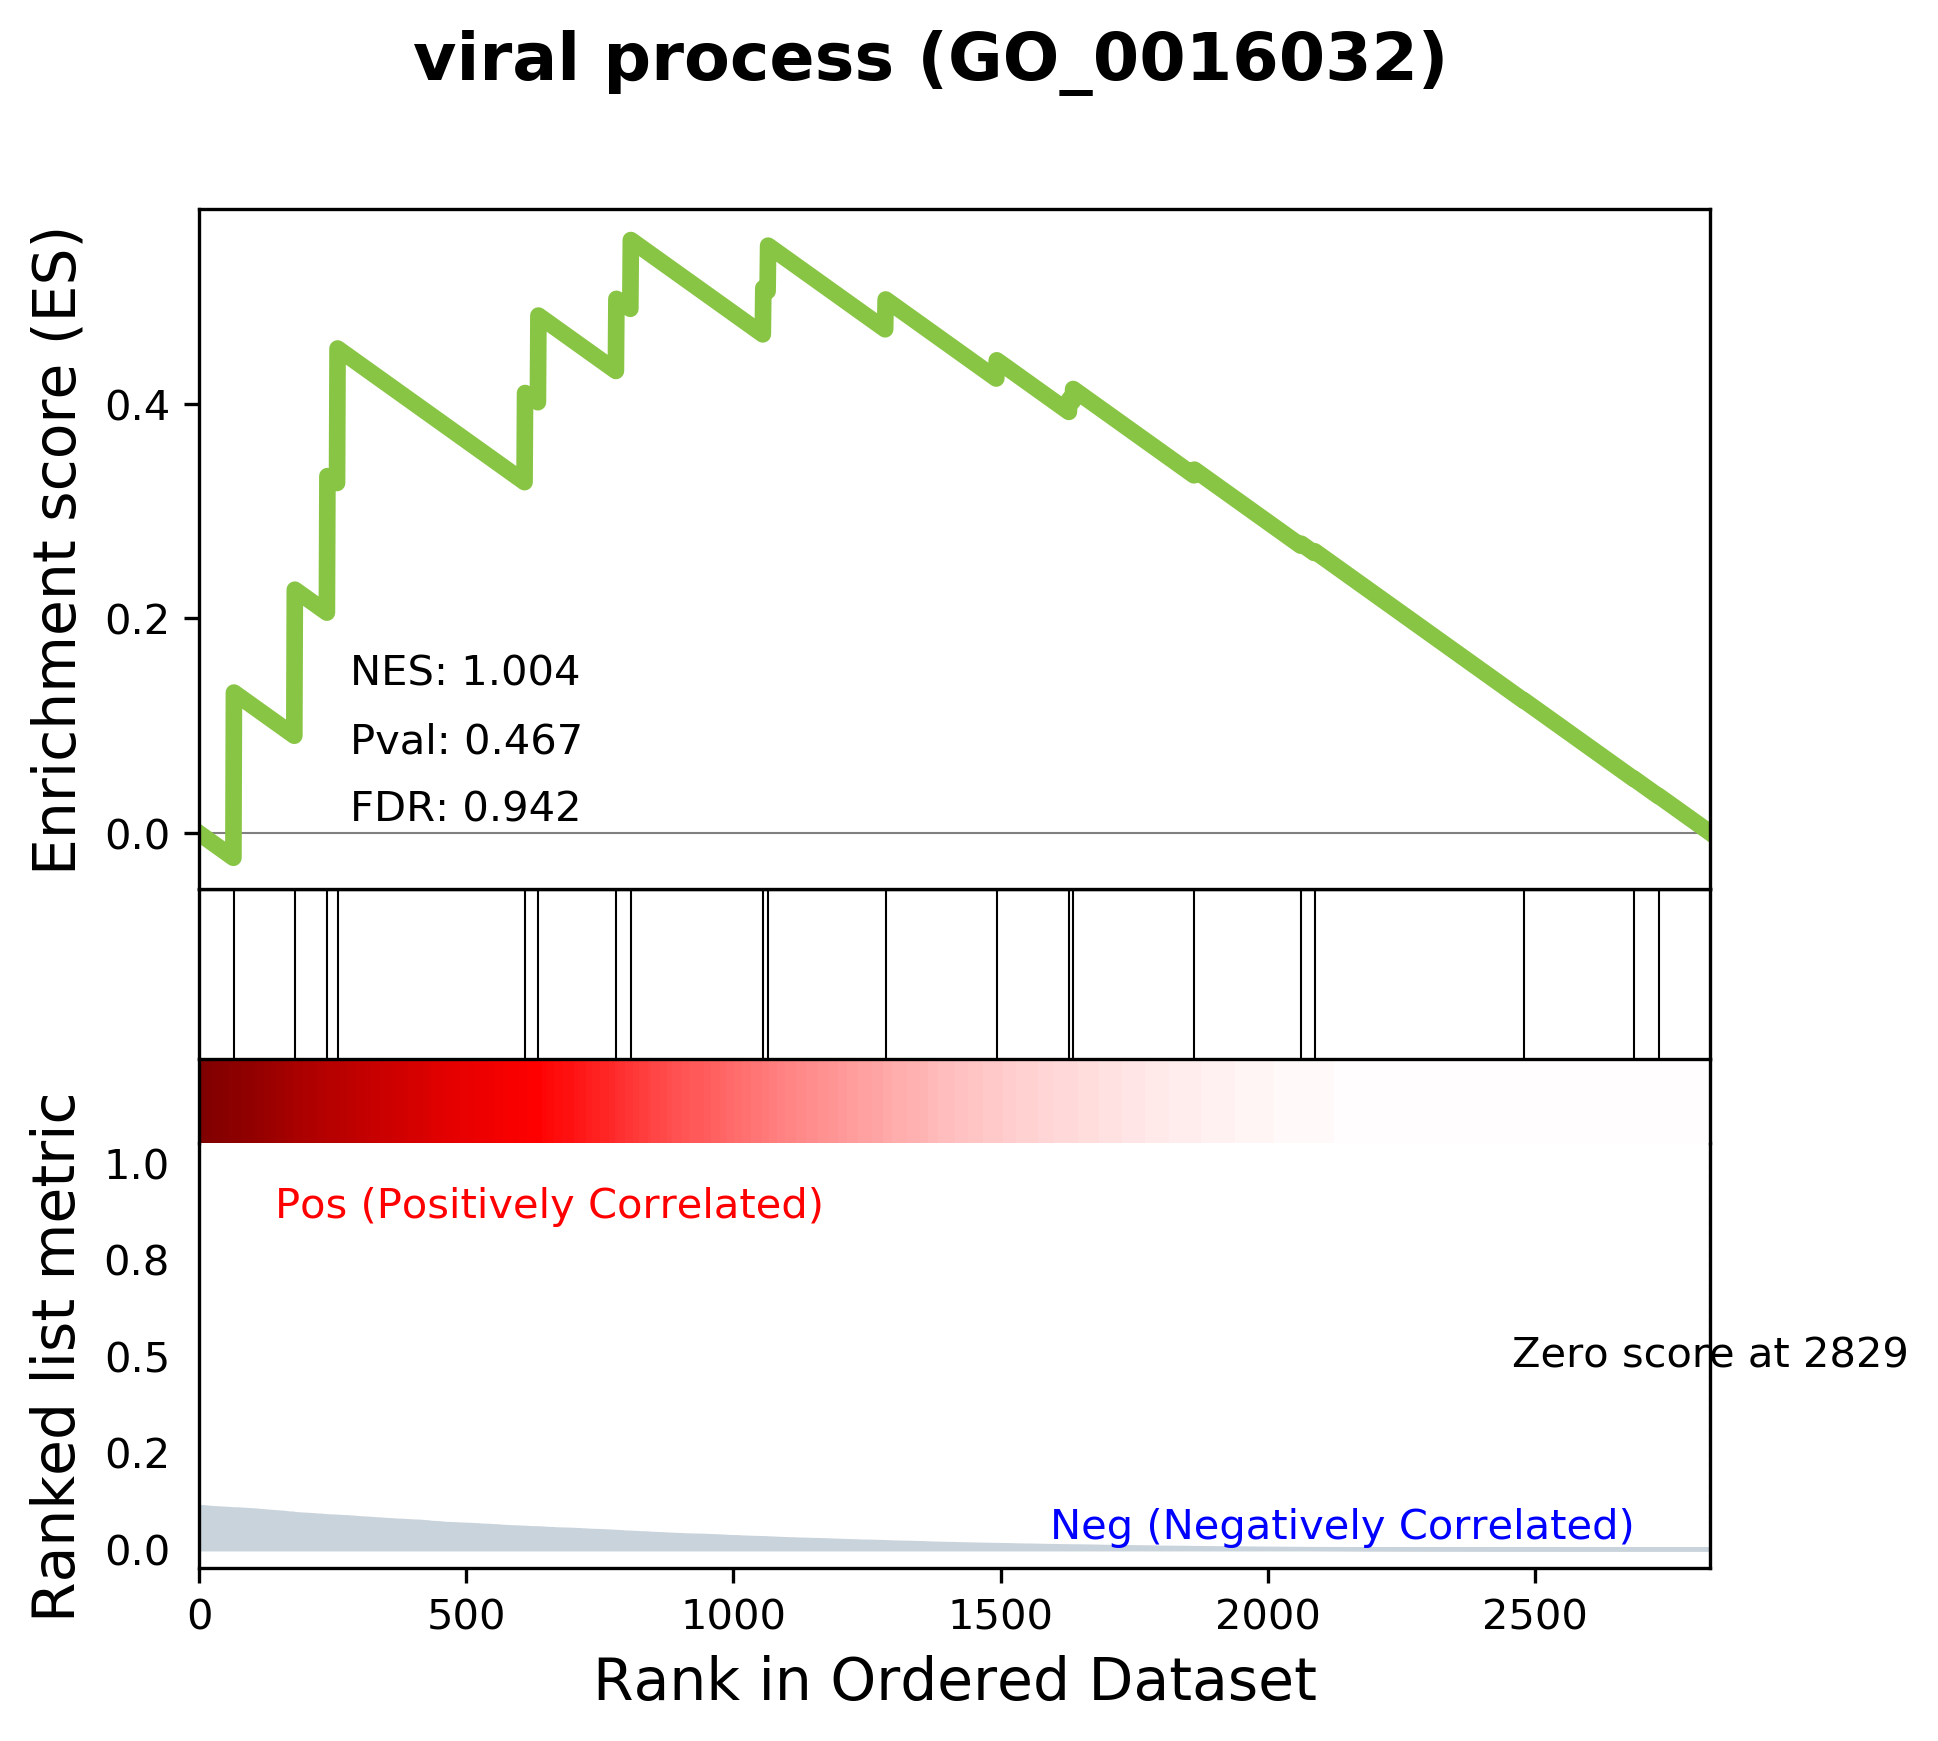 viral process (GO_0016032)
Enrichment score (ES)
0.4
0.2
0.0
NES: 1.004
Pval: 0.467
FDR: 0.942
Ranked list metric
1.0
0.8
0.5
0.2
0.0
Pos (Positively Correlated)
Zero score at 2829
Neg (Negatively Correlated)
0 500 1000 1500 2000 2500
Rank in Ordered Dataset